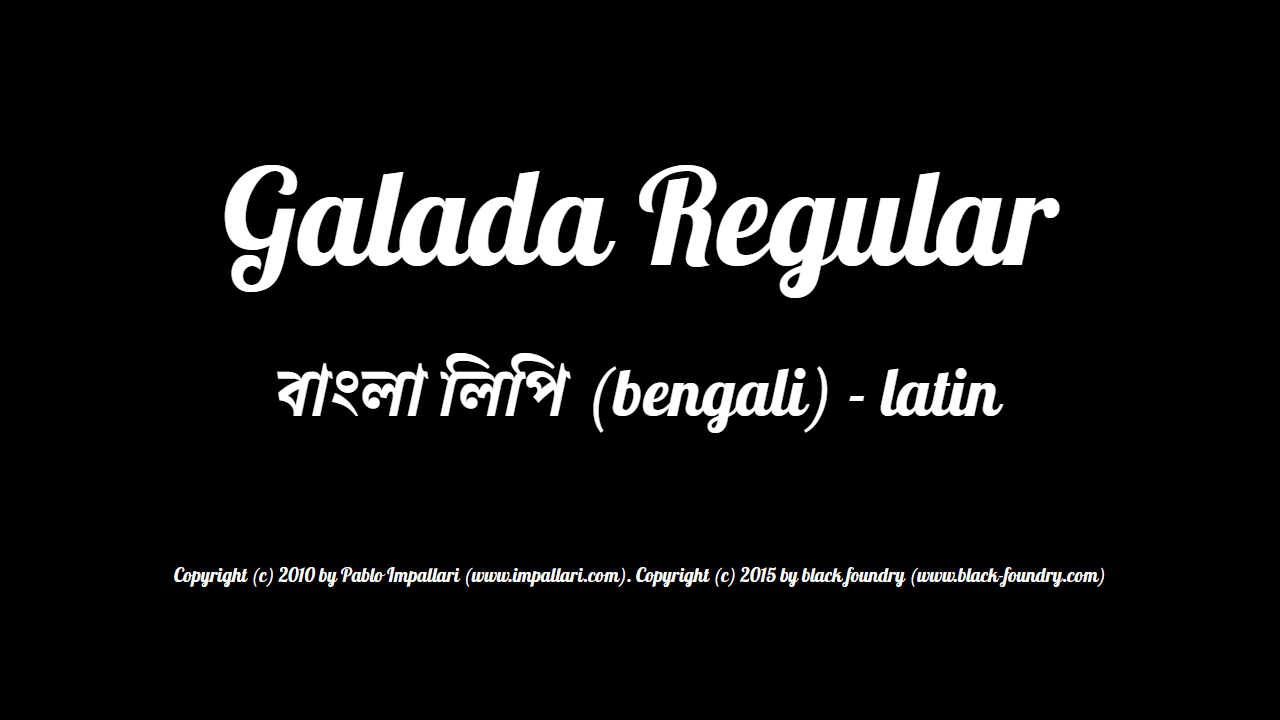 Galada Regular
বাংলা লিপি (bengali) - latin
Copyright (c) 2010 by Pablo Impallari (www.impallari.com). Copyright (c) 2015 by black foundry (www.black-foundry.com)